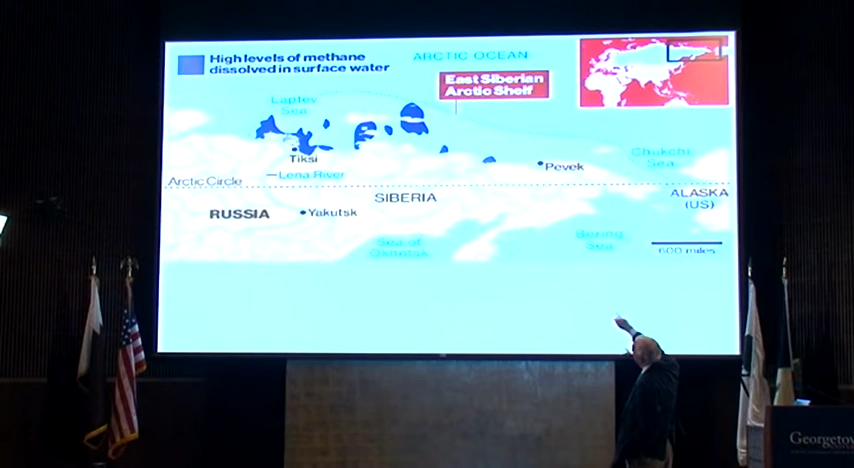 High levels of methane
dissolved in surface water
ARCTIC OCEAN
East Siberian
Arctic Shelf
Laptev
Sea
Tiksi
Lena River
Pevek
Chukchi
Sea
Arctic Circle
SIBERIA
ALASKA
(US)
RUSSIA
Yakutsk
Sea of
Okhotsk
Bering
Sea
600 miles
Georgetow